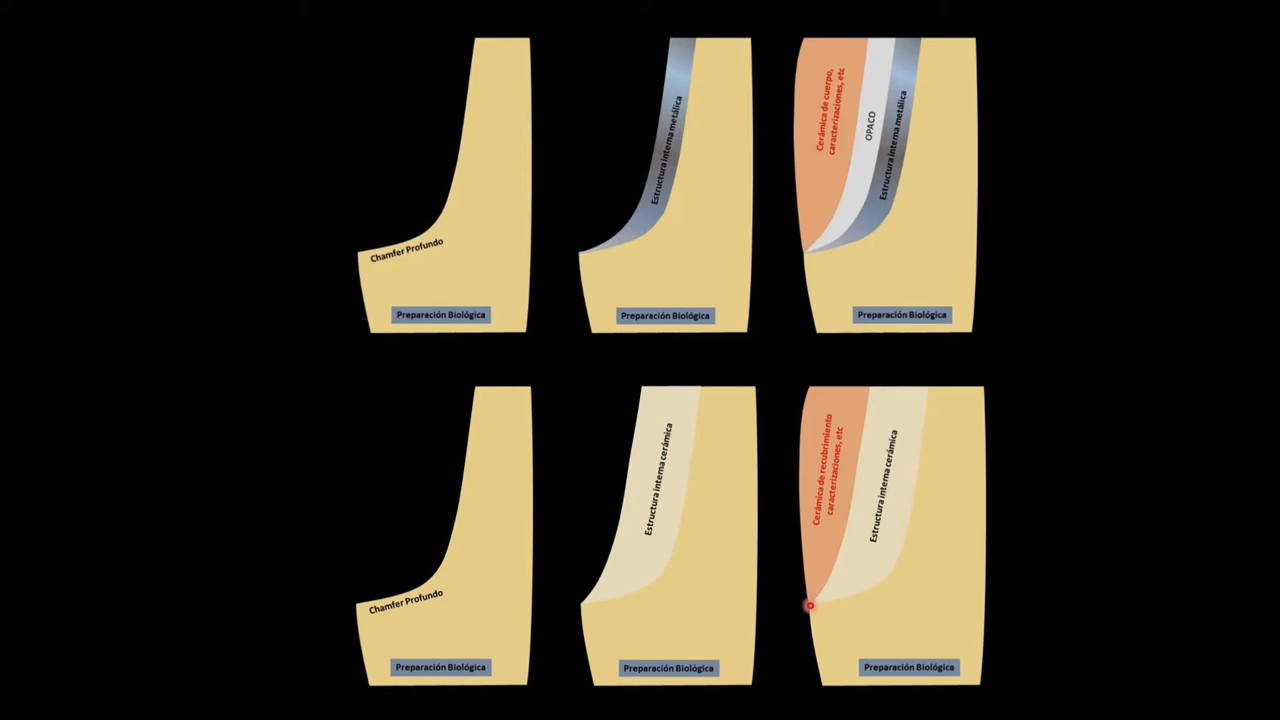 Chamfer Profundo
Preparación Biológica
Estructura interna metálica
Preparación Biológica
Cerámica de cuerpo,
caracterizaciones, etc
OPACO
Estructura interna metálica
Preparación Biológica
Chamfer Profundo
Preparación Biológica
Estructura interna cerámica
Preparación Biológica
Cerámica de recubrimiento
caracterizaciones, etc
Estructura interna cerámica
Preparación Biológica